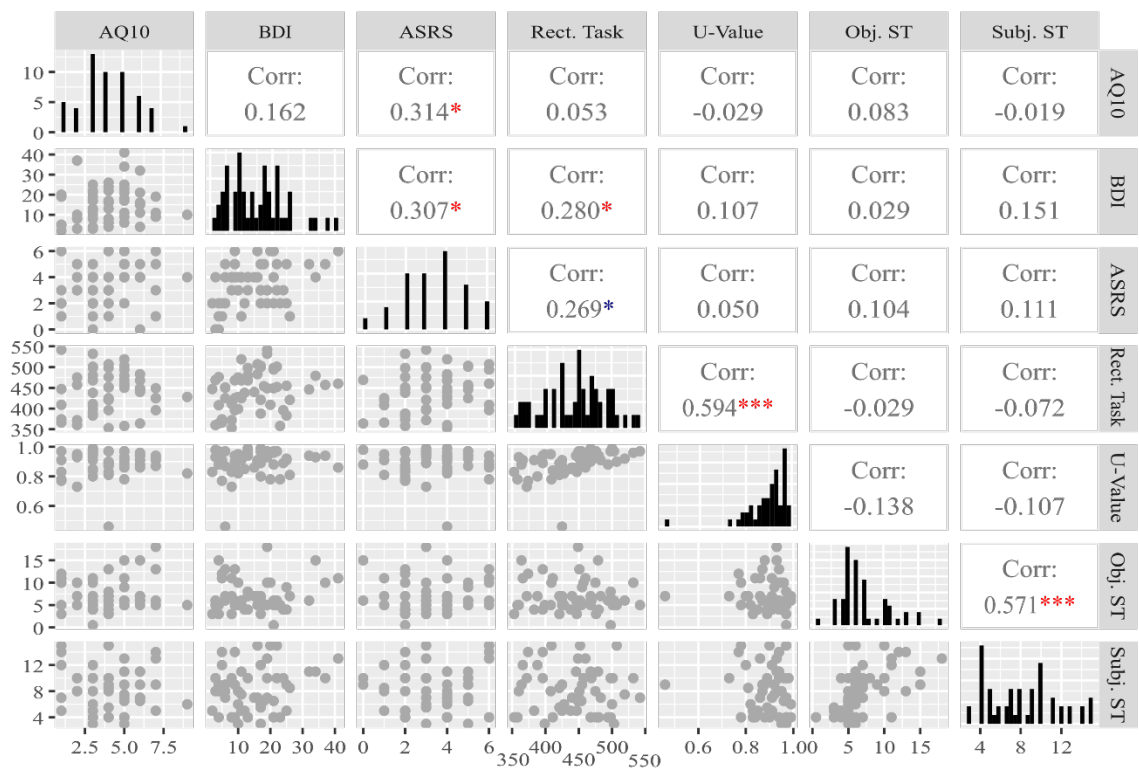 AQ10 BDI ASRS Rect. Task U-Value Obj. ST Subj. ST
10
5
0
Corr: Corr: Corr: Corr: Corr: Corr:
0.162 0.314* 0.053 -0.029 0.083 -0.019
AQ10
40
30
20
10
Corr: Corr: Corr: Corr: Corr:
0.307* 0.280* 0.107 0.029 0.151
BDI
6
4
2
0
Corr: Corr: Corr: Corr:
0.269* 0.050 0.104 0.111
ASRS
550
500
450
400
350
Corr: Corr: Corr:
0.594*** -0.029 -0.072
Rect. Task
1.0
0.8
0.6
Corr: Corr:
-0.138 -0.107
U-Value
15
10
5
0
Corr:
0.571***
Obj. ST
12
8
4
Subj. ST
2.5 5.0 7.5 10 20 30 40 0 2 4 6 350 400 450 500 550 0.6 0.8 1.0 0 5 10 15 4 8 12